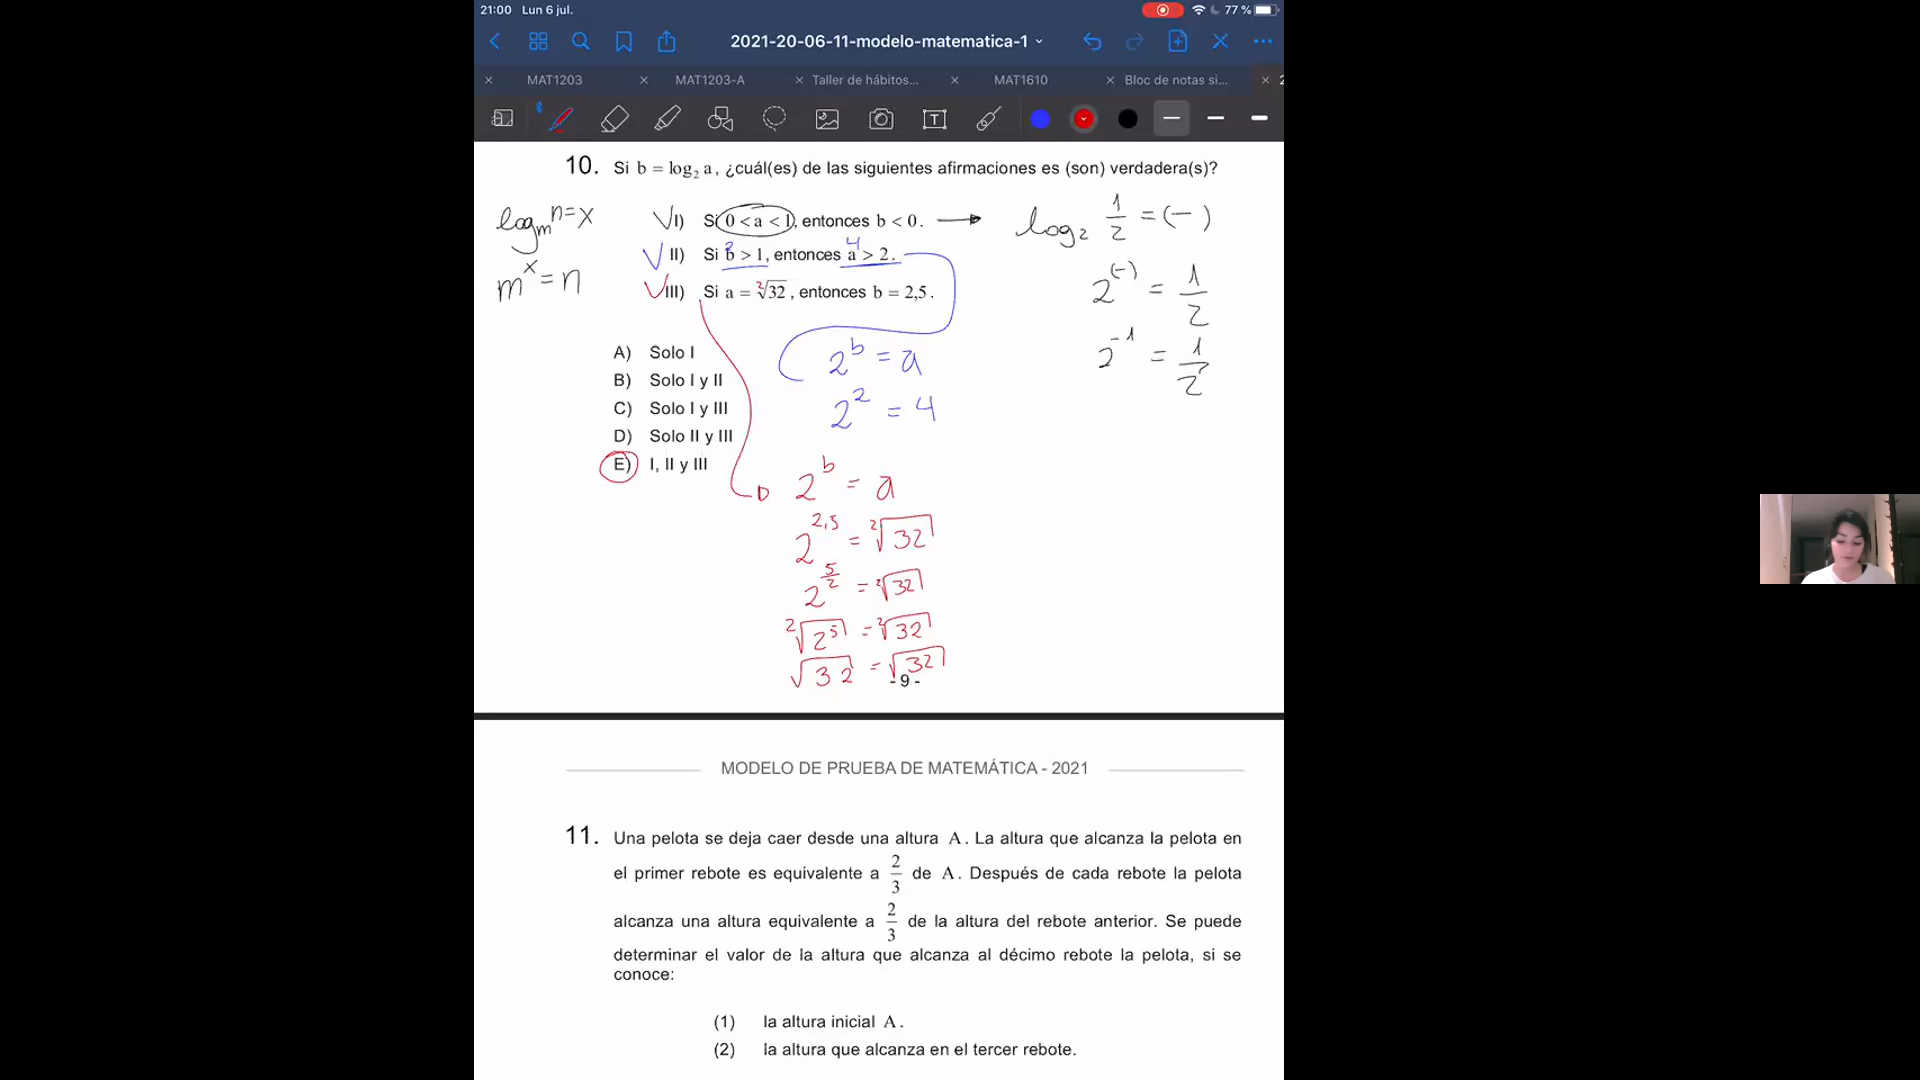 21:00 Lun 6 jul. 77 %
2021-20-06-11-modelo-matematica-1
MAT1203 MAT1203-A Taller de hábitos... MAT1610 Bloc de notas si... 2
10. Si b = log₂ a, ¿cuál(es) de las siguientes afirmaciones es (son) verdadera(s)?
logₘ n = x
mˣ = n
V I) Si 0 < a < 1, entonces b < 0.
2 4
V II) Si b > 1, entonces a > 2.
V III) Si a = ²√32, entonces b = 2,5.
log₂ 1/2 = (-)
2⁽⁻⁾ = 1/2
2⁻¹ = 1/2
A) Solo I
B) Solo I y II
C) Solo I y III
D) Solo II y III
E) I, II y III
2ᵇ = a
2² = 4
2ᵇ = a
2^2,5 = ²√32
2^5/2 = ²√32
²√2⁵ = ²√32
√32 = √32
- 9 -
MODELO DE PRUEBA DE MATEMÁTICA - 2021
11. Una pelota se deja caer desde una altura A. La altura que alcanza la pelota en
el primer rebote es equivalente a 2/3 de A. Después de cada rebote la pelota
alcanza una altura equivalente a 2/3 de la altura del rebote anterior. Se puede
determinar el valor de la altura que alcanza al décimo rebote la pelota, si se
conoce:
(1) la altura inicial A.
(2) la altura que alcanza en el tercer rebote.